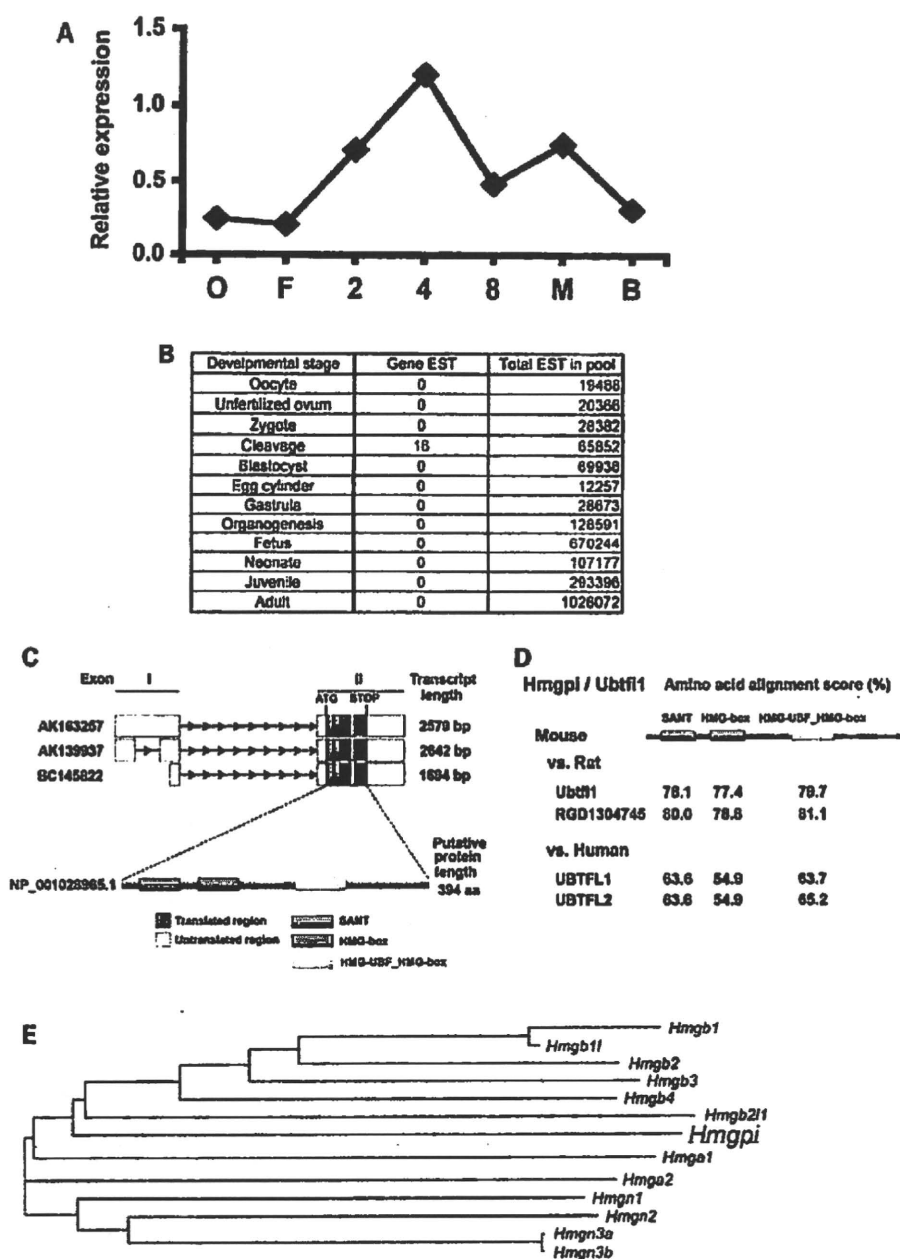 A
Relative expression
1.5
1.0
0.5
0.0
O F 2 4 8 M B
B
Develpmental stage Gene EST Total EST in pool
Oocyte 0 19488
Unfertilized ovum 0 20366
Zygote 0 28382
Cleavage 16 65852
Blastocyst 0 69938
Egg cylinder 0 12257
Gastrula 0 28673
Organogenesis 0 128591
Fetus 0 670244
Neonate 0 107177
Juvenile 0 293396
Adult 0 1026072
C
Exon I II Transcript length
ATG STOP
AK163257 2579 bp
AK139937 2642 bp
BC145822 1694 bp
Putative protein length
NP_001028965.1 394 aa
Translated region SANT
Untranslated region HMG-box
HMG-UBF_HMG-box
D
Hmgpi / Ubtfl1 Amino acid alignment score (%)
SANT HMG-box HMG-UBF_HMG-box
Mouse
vs. Rat
Ubtfl1 76.1 77.4 79.7
RGD1304745 80.0 78.8 81.1
vs. Human
UBTFL1 63.6 54.9 63.7
UBTFL2 63.6 54.9 65.2
E
Hmgb1
Hmgb1l
Hmgb2
Hmgb3
Hmgb4
Hmgb2l1
Hmgpi
Hmga1
Hmga2
Hmgn1
Hmgn2
Hmgn3a
Hmgn3b